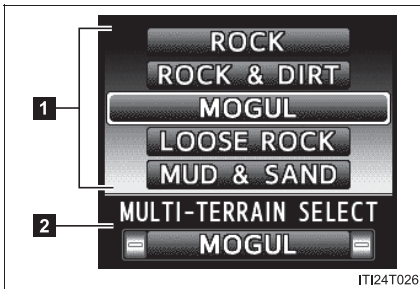 ROCK
ROCK & DIRT
1
MOGUL
LOOSE ROCK
MUD & SAND
MULTI-TERRAIN SELECT
2
MOGUL
ITI24T026